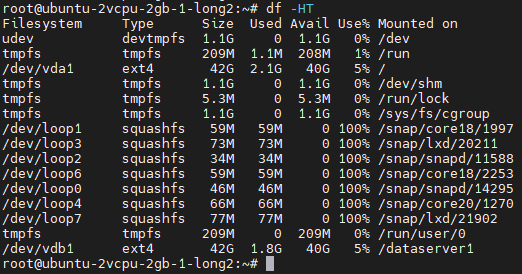 root@ubuntu-2vcpu-2gb-1-long2:~# df -HT
Filesystem     Type      Size  Used Avail Use% Mounted on
udev           devtmpfs  1.1G     0  1.1G   0% /dev
tmpfs          tmpfs     209M  1.1M  208M   1% /run
/dev/vda1      ext4       42G  2.1G   40G   5% /
tmpfs          tmpfs     1.1G     0  1.1G   0% /dev/shm
tmpfs          tmpfs     5.3M     0  5.3M   0% /run/lock
tmpfs          tmpfs     1.1G     0  1.1G   0% /sys/fs/cgroup
/dev/loop1     squashfs   59M   59M     0 100% /snap/core18/1997
/dev/loop3     squashfs   73M   73M     0 100% /snap/lxd/20211
/dev/loop2     squashfs   34M   34M     0 100% /snap/snapd/11588
/dev/loop6     squashfs   59M   59M     0 100% /snap/core18/2253
/dev/loop0     squashfs   46M   46M     0 100% /snap/snapd/14295
/dev/loop4     squashfs   66M   66M     0 100% /snap/core20/1270
/dev/loop7     squashfs   77M   77M     0 100% /snap/lxd/21902
tmpfs          tmpfs     209M     0  209M   0% /run/user/0
/dev/vdb1      ext4       42G  1.8G   40G   5% /dataserver1
root@ubuntu-2vcpu-2gb-1-long2:~#